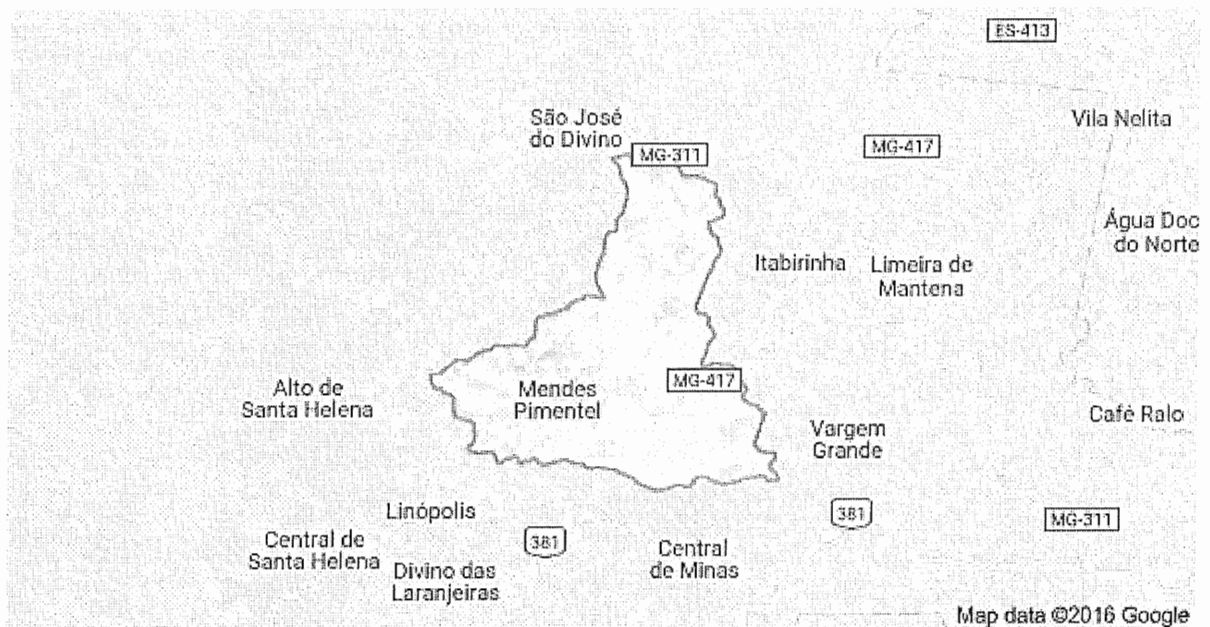 ES-413
São José
do Divino
Vila Nelita
MG-311
MG-417
Água Doc
do Norte
Itabirinha
Limeira de
Mantena
MG-417
Alto de
Santa Helena
Mendes
Pimentel
Café Ralo
Vargem
Grande
Linópolis
381
MG-311
Central de
Santa Helena
381
Central
de Minas
Divino das
Laranjeiras
Map data ©2016 Google